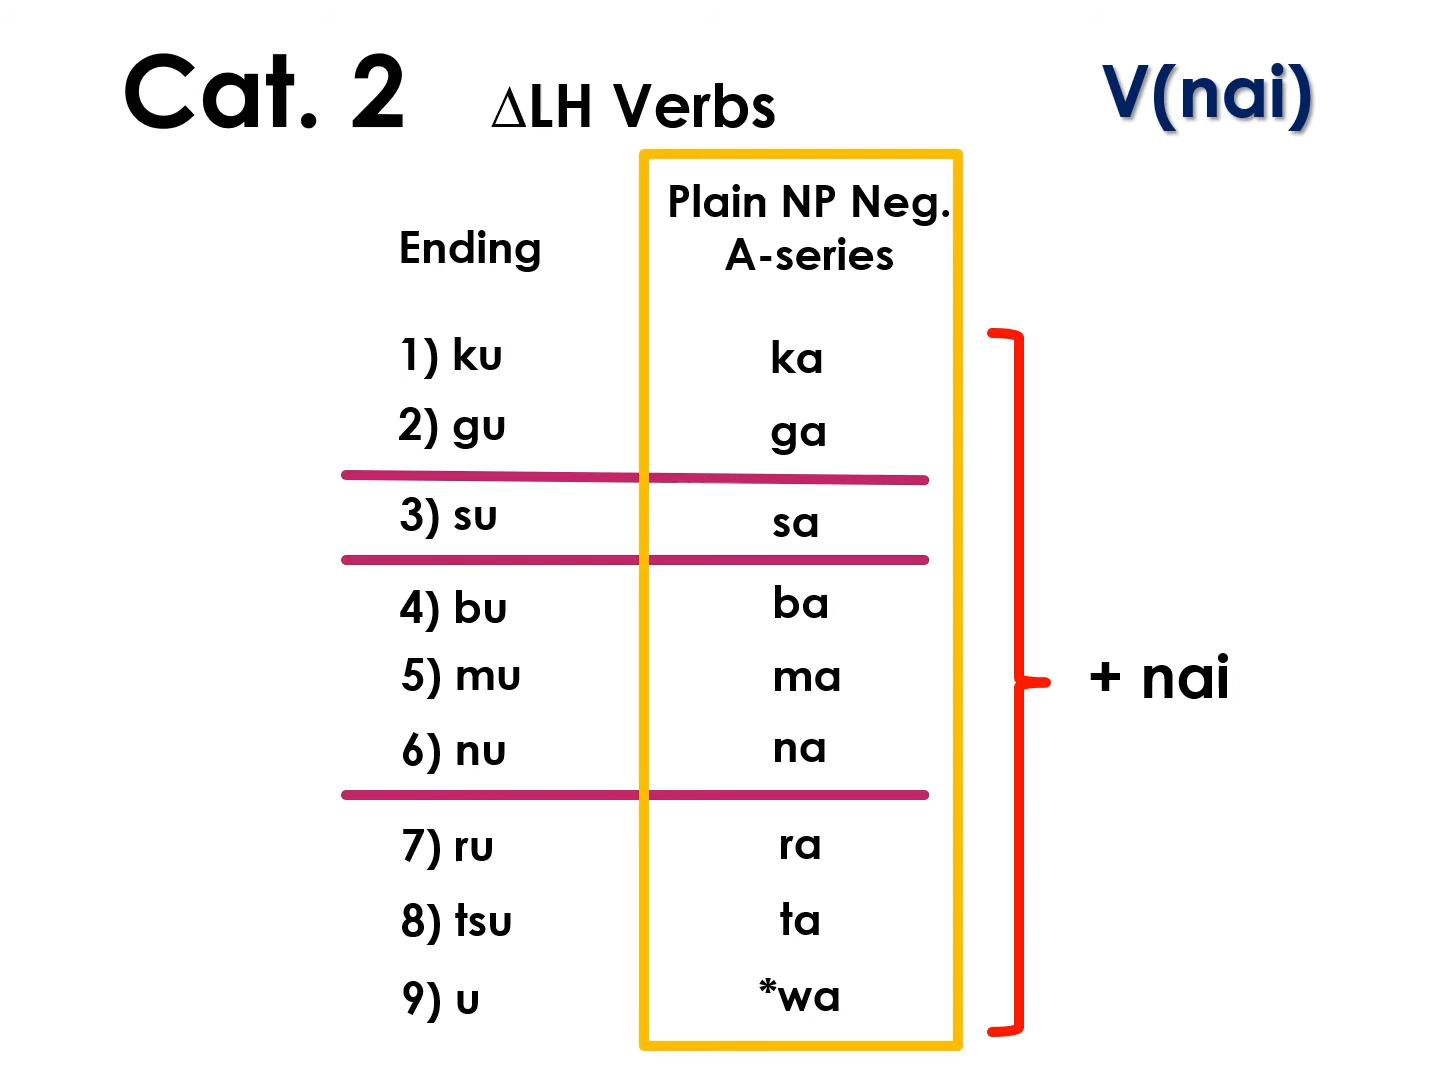 Cat. 2 ∆LH Verbs V(nai)
Plain NP Neg.
Ending A-series
1) ku ka
2) gu ga
3) su sa
4) bu ba
5) mu ma
6) nu na
7) ru ra
8) tsu ta
9) u *wa
+ nai